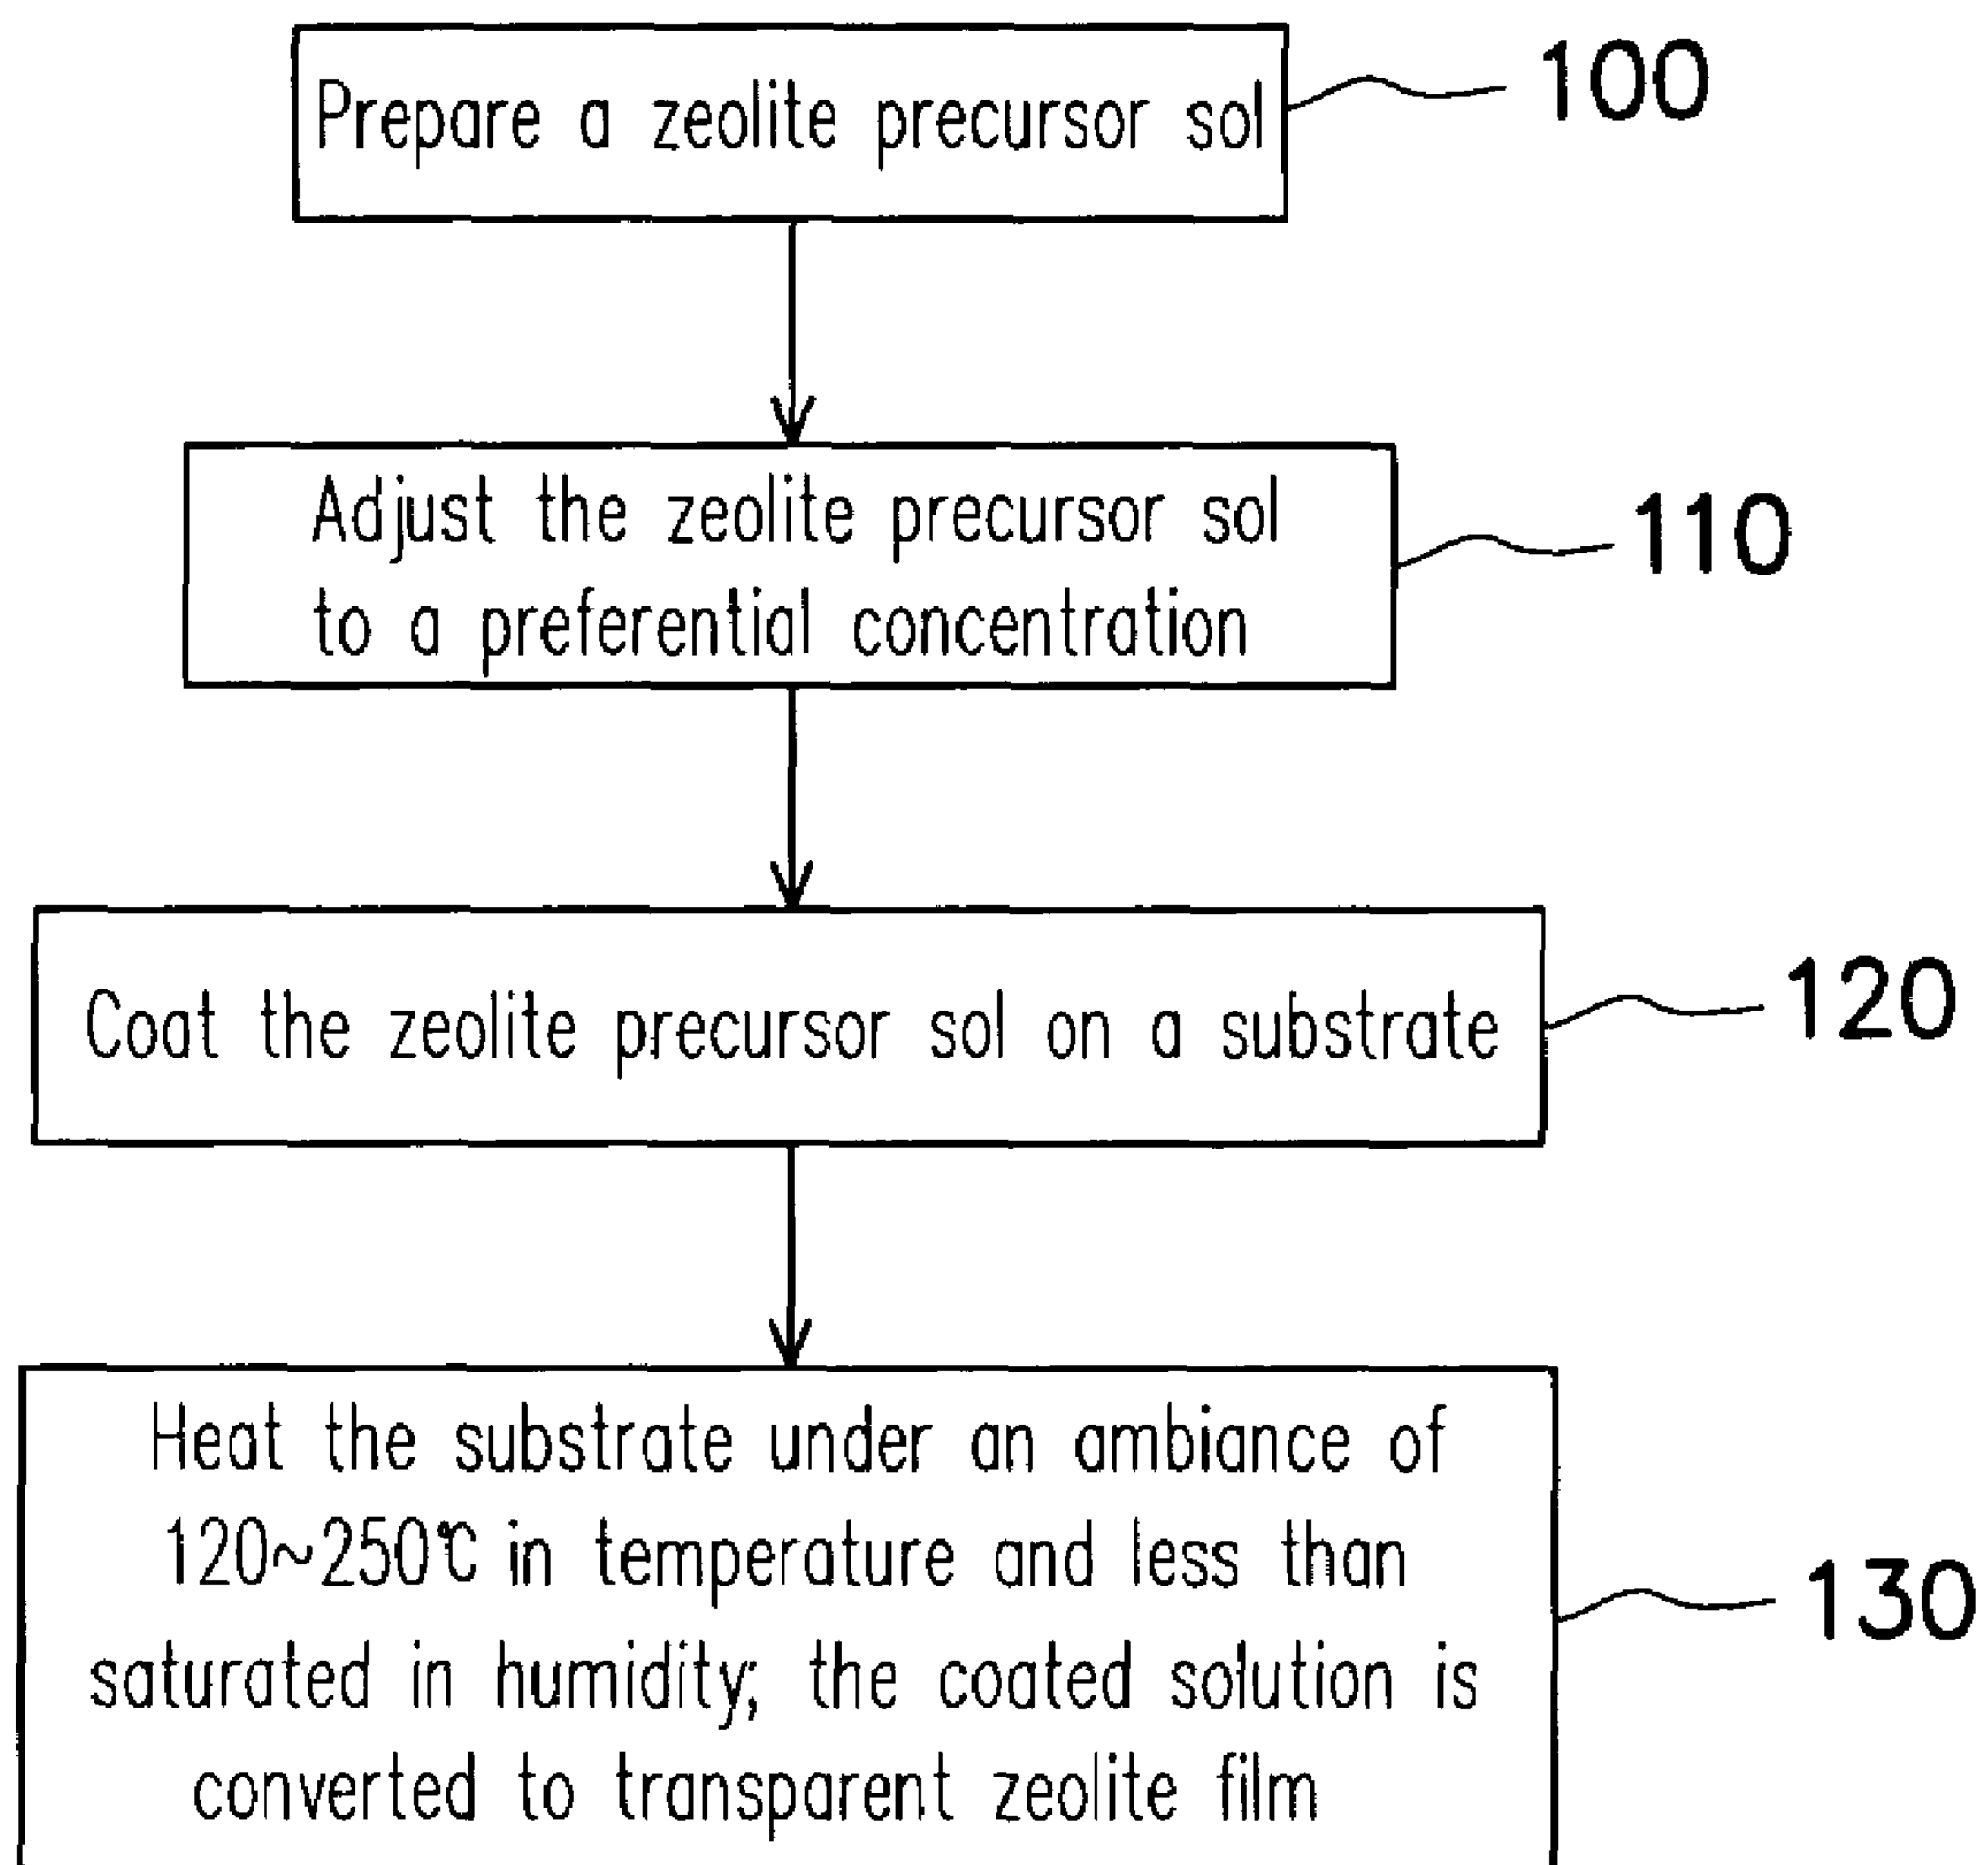 Prepare a zeolite precursor sol
100
Adjust the zeolite precursor sol
to a preferential concentration
110
Coat the zeolite precursor sol on a substrate
120
Heat the substrate under an ambiance of
120~250℃ in temperature and less than
saturated in humidity; the coated solution is
converted to transparent zeolite film
130